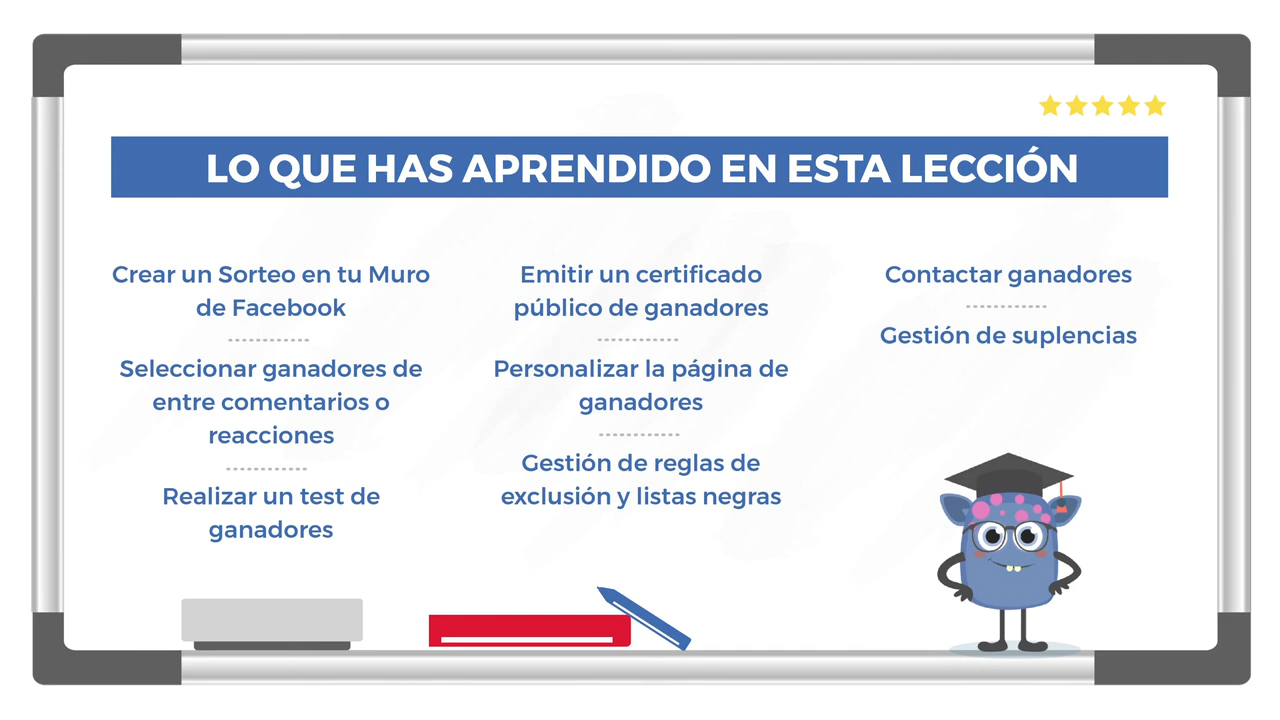 LO QUE HAS APRENDIDO EN ESTA LECCIÓN
Crear un Sorteo en tu Muro
de Facebook
Seleccionar ganadores de
entre comentarios o
reacciones
Realizar un test de
ganadores
Emitir un certificado
público de ganadores
Personalizar la página de
ganadores
Gestión de reglas de
exclusión y listas negras
Contactar ganadores
Gestión de suplencias